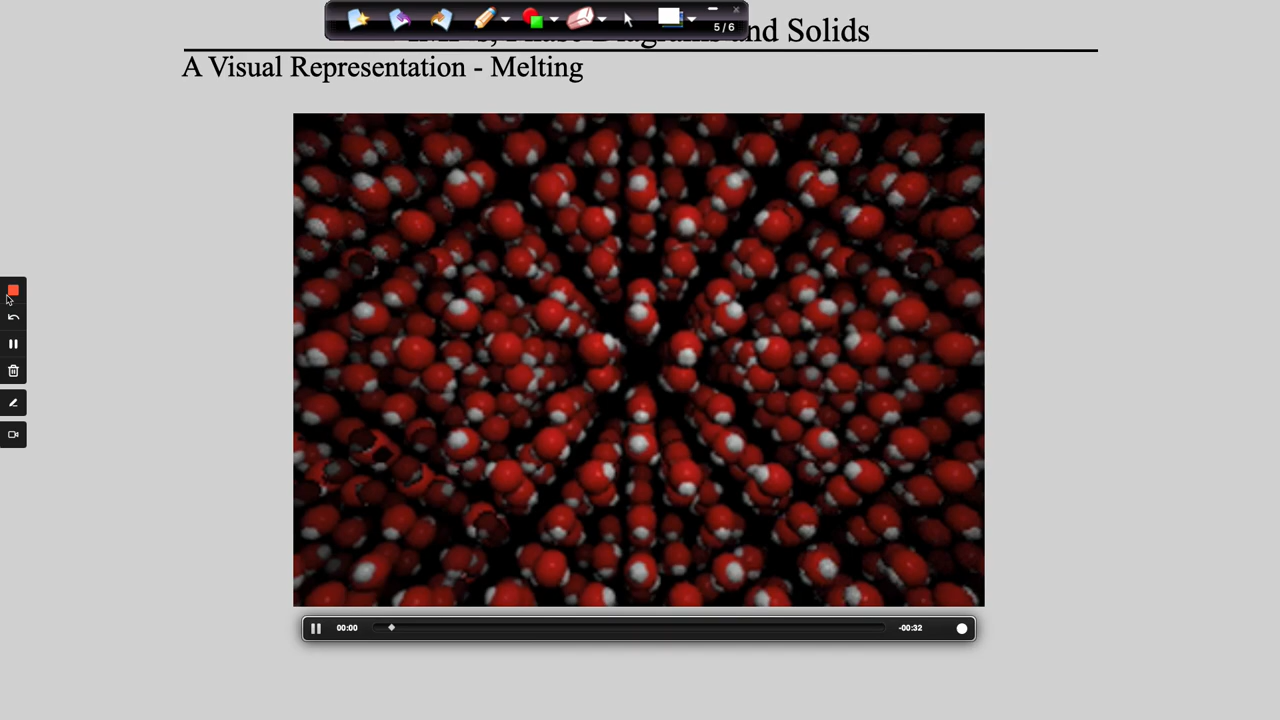 5 / 6
and Solids
A Visual Representation - Melting
00:00
-00:32